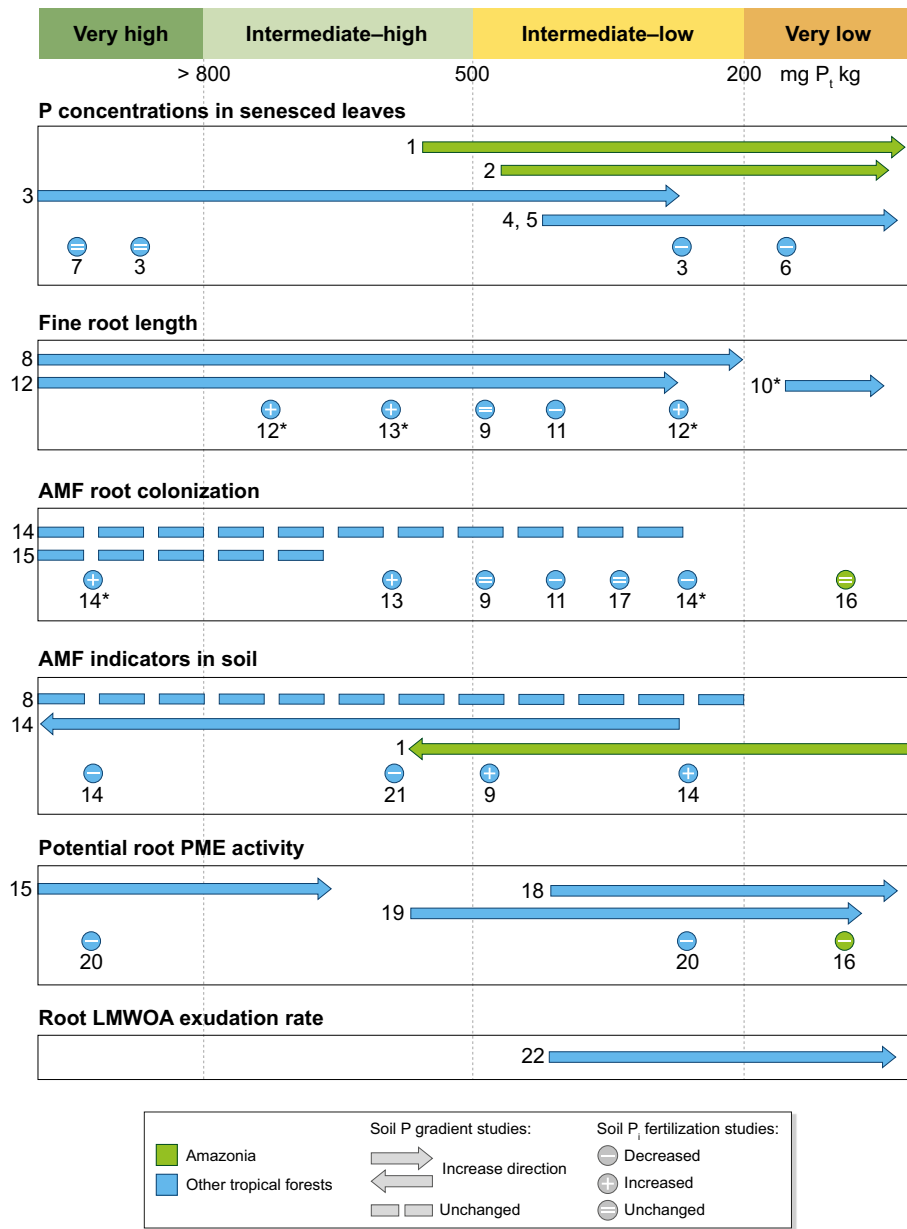 Very high Intermediate–high Intermediate–low Very low
> 800 500 200 mg Pt kg
P concentrations in senesced leaves
1
2
3
4, 5
7 3 3 6
Fine root length
8
12 10*
12* 13* 9 11 12*
AMF root colonization
14
15
14* 13 9 11 17 14* 16
AMF indicators in soil
8
14
1
14 21 9 14
Potential root PME activity
15 18
19
20 20 16
Root LMWOA exudation rate
22
Soil P gradient studies: Soil Pi fertilization studies:
Amazonia Increase direction Decreased
Other tropical forests Increased
Unchanged Unchanged